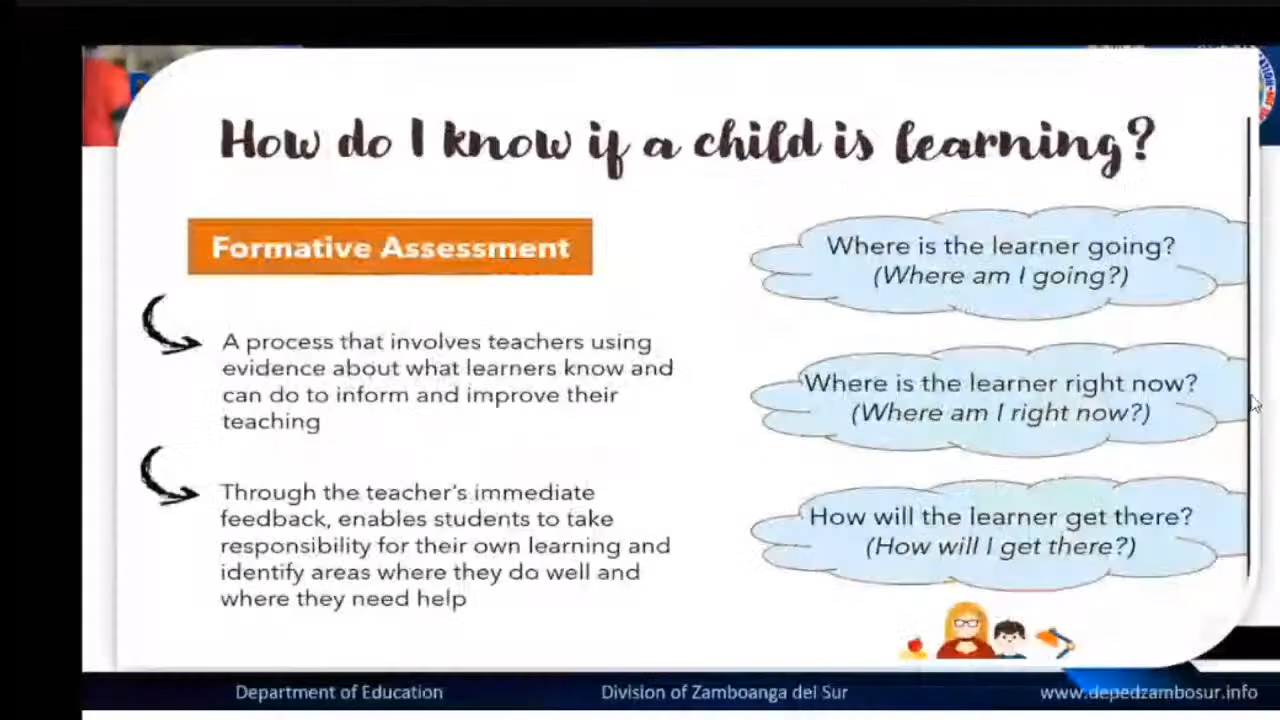 How do I know if a child is learning?
Formative Assessment
A process that involves teachers using
evidence about what learners know and
can do to inform and improve their
teaching
Through the teacher's immediate
feedback, enables students to take
responsibility for their own learning and
identify areas where they do well and
where they need help
Where is the learner going?
(Where am I going?)
Where is the learner right now?
(Where am I right now?)
How will the learner get there?
(How will I get there?)
Department of Education
Division of Zamboanga del Sur
www.depedzambosur.info